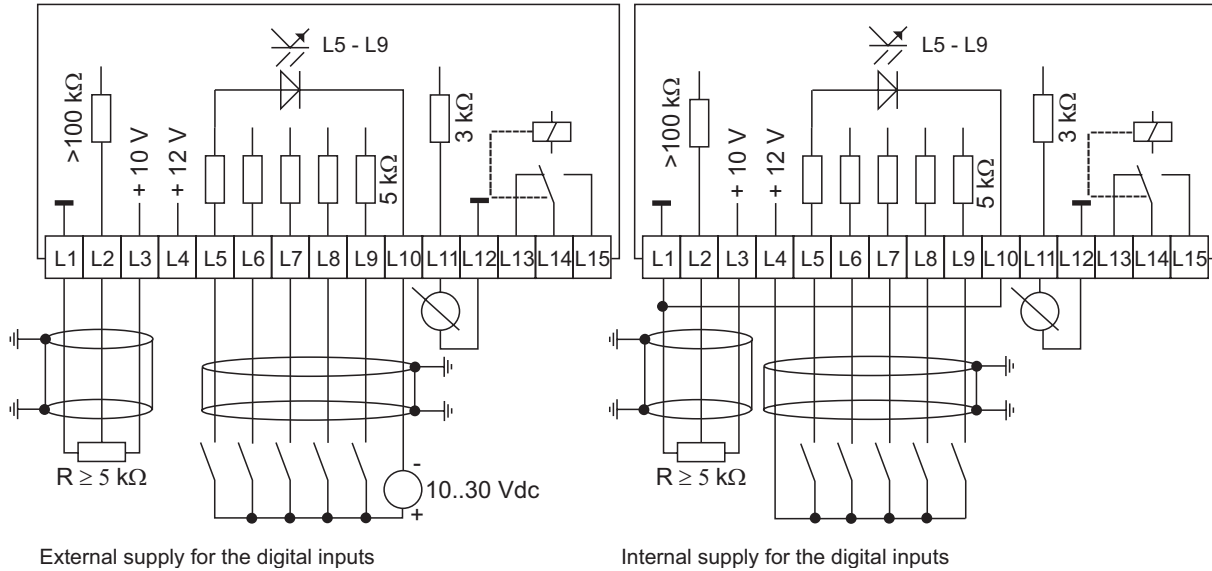 L5 - L9
>100 kΩ
+ 10 V
+ 12 V
5 kΩ
3 kΩ
L1 L2 L3 L4 L5 L6 L7 L8 L9 L10 L11 L12 L13 L14 L15
R ≥ 5 kΩ
-
10..30 Vdc
+
External supply for the digital inputs
L5 - L9
>100 kΩ
+ 10 V
+ 12 V
5 kΩ
3 kΩ
L1 L2 L3 L4 L5 L6 L7 L8 L9 L10 L11 L12 L13 L14 L15
R ≥ 5 kΩ
Internal supply for the digital inputs